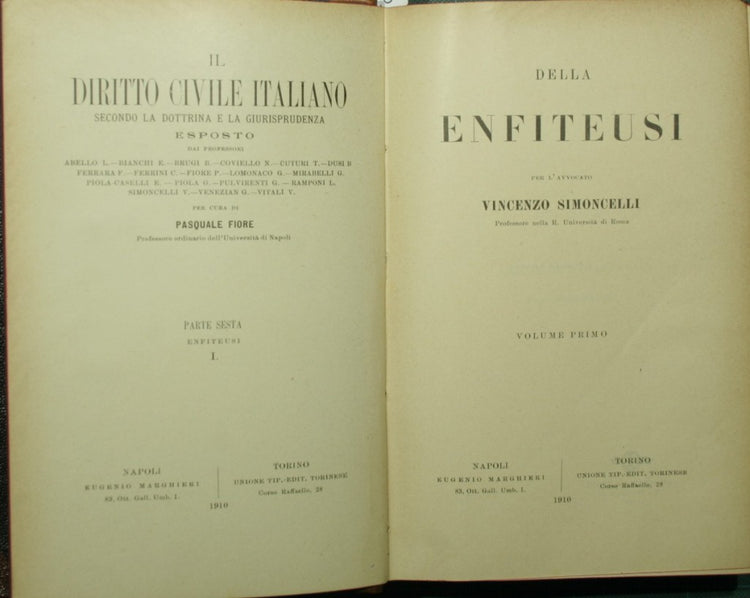 IL
DIRITTO CIVILE ITALIANO
SECONDO LA DOTTRINA E LA GIURISPRUDENZA
ESPOSTO
DAI PROFESSORI
ABELLO L.—BIANCHI E.—BRUGI B.—COVIELLO N.—CUTURI T.—DUSI B
FERRARA F.—FERRINI C.—FIORE P.—LOMONACO G.—MIRABELLI G.
PIOLA-CASELLI E.—PIOLA G.—PULVIRENTI G.—RAMPONI L.
SIMONCELLI V.—VENEZIAN G.—VITALI V.
PER CURA DI
PASQUALE FIORE
Professore ordinario dell'Università di Napoli
PARTE SESTA
ENFITEUSI
I.
NAPOLI
EUGENIO MARGHIERI
83, Ott. Gall. Umb. I.
TORINO
UNIONE TIP.-EDIT. TORINESE
Corso Raffaello, 28
1910
DELLA
ENFITEUSI
PER L'AVVOCATO
VINCENZO SIMONCELLI
Professore nella R. Università di Roma
VOLUME PRIMO
NAPOLI
EUGENIO MARGHIERI
83, Ott. Gall. Umb. I.
TORINO
UNIONE TIP.-EDIT. TORINESE
Corso Raffaello, 28
1910